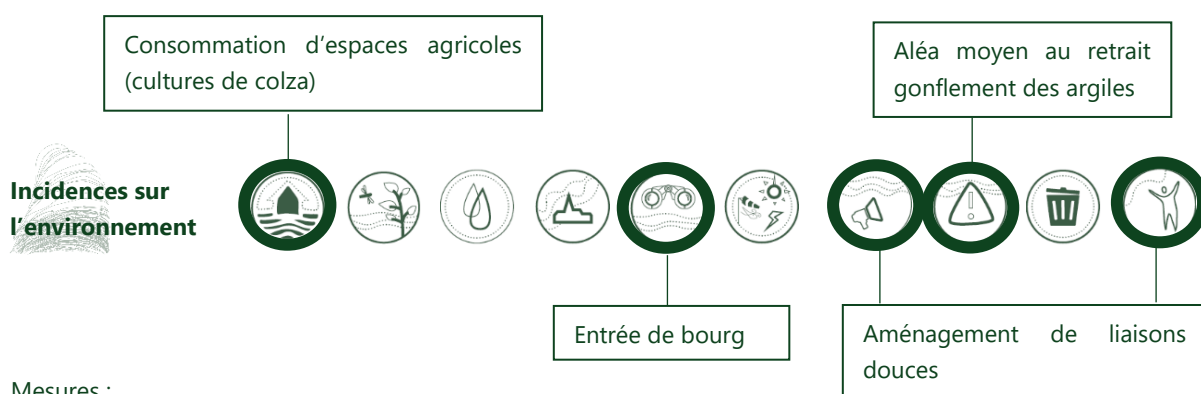 Consommation d'espaces agricoles
(cultures de colza)
Aléa moyen au retrait
gonflement des argiles
Incidences sur
l'environnement
Entrée de bourg
Aménagement de liaisons
douces
Mesures :